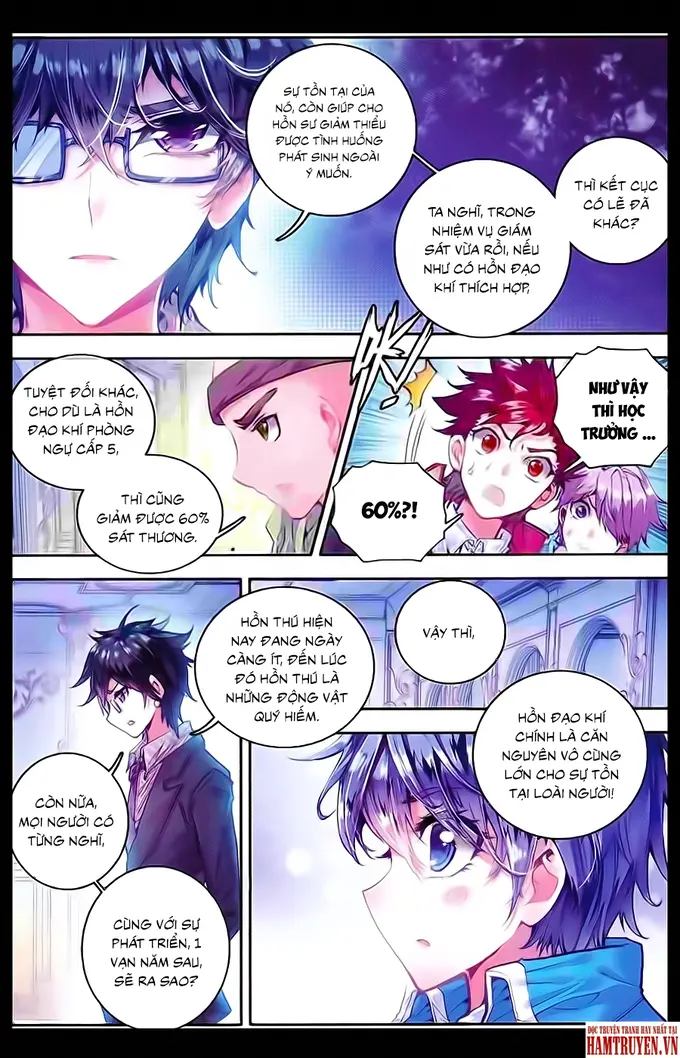 SỰ TỒN TẠI CỦA
NÓ, CÒN GIÚP CHO
HỒN SƯ GIẢM THIỂU
ĐƯỢC TÌNH HUỐNG
PHÁT SINH NGOÀI
Ý MUỐN.
TA NGHĨ, TRONG
NHIỆM VỤ GIÁM
SÁT VỪA RỒI, NẾU
NHƯ CÓ HỒN ĐẠO
KHÍ THÍCH HỢP,
THÌ KẾT CỤC
CÓ LẼ ĐÃ
KHÁC?
TUYỆT ĐỐI KHÁC,
CHO DÙ LÀ HỒN
ĐẠO KHÍ PHÒNG
NGỰ CẤP 5,
THÌ CŨNG
GIẢM ĐƯỢC 60%
SÁT THƯƠNG.
NHƯ VẬY
THÌ HỌC
TRƯỞNG ...
60%?!
HỒN THÚ HIỆN
NAY ĐANG NGÀY
CÀNG ÍT, ĐẾN LÚC
ĐÓ HỒN THÚ LÀ
NHỮNG ĐỘNG VẬT
QUÝ HIẾM.
CÒN NỮA,
MỌI NGƯỜI CÓ
TỪNG NGHĨ,
CÙNG VỚI SỰ
PHÁT TRIỂN, 1
VẠN NĂM SAU,
SẼ RA SAO?
VẬY THÌ,
HỒN ĐẠO KHÍ
CHÍNH LÀ CĂN
NGUYÊN VÔ CÙNG
LỚN CHO SỰ TỒN
TẠI LOÀI NGƯỜI!
ĐỌC TRUYỆN TRANH HAY NHẤT TẠI
HAMTRUYEN.VN